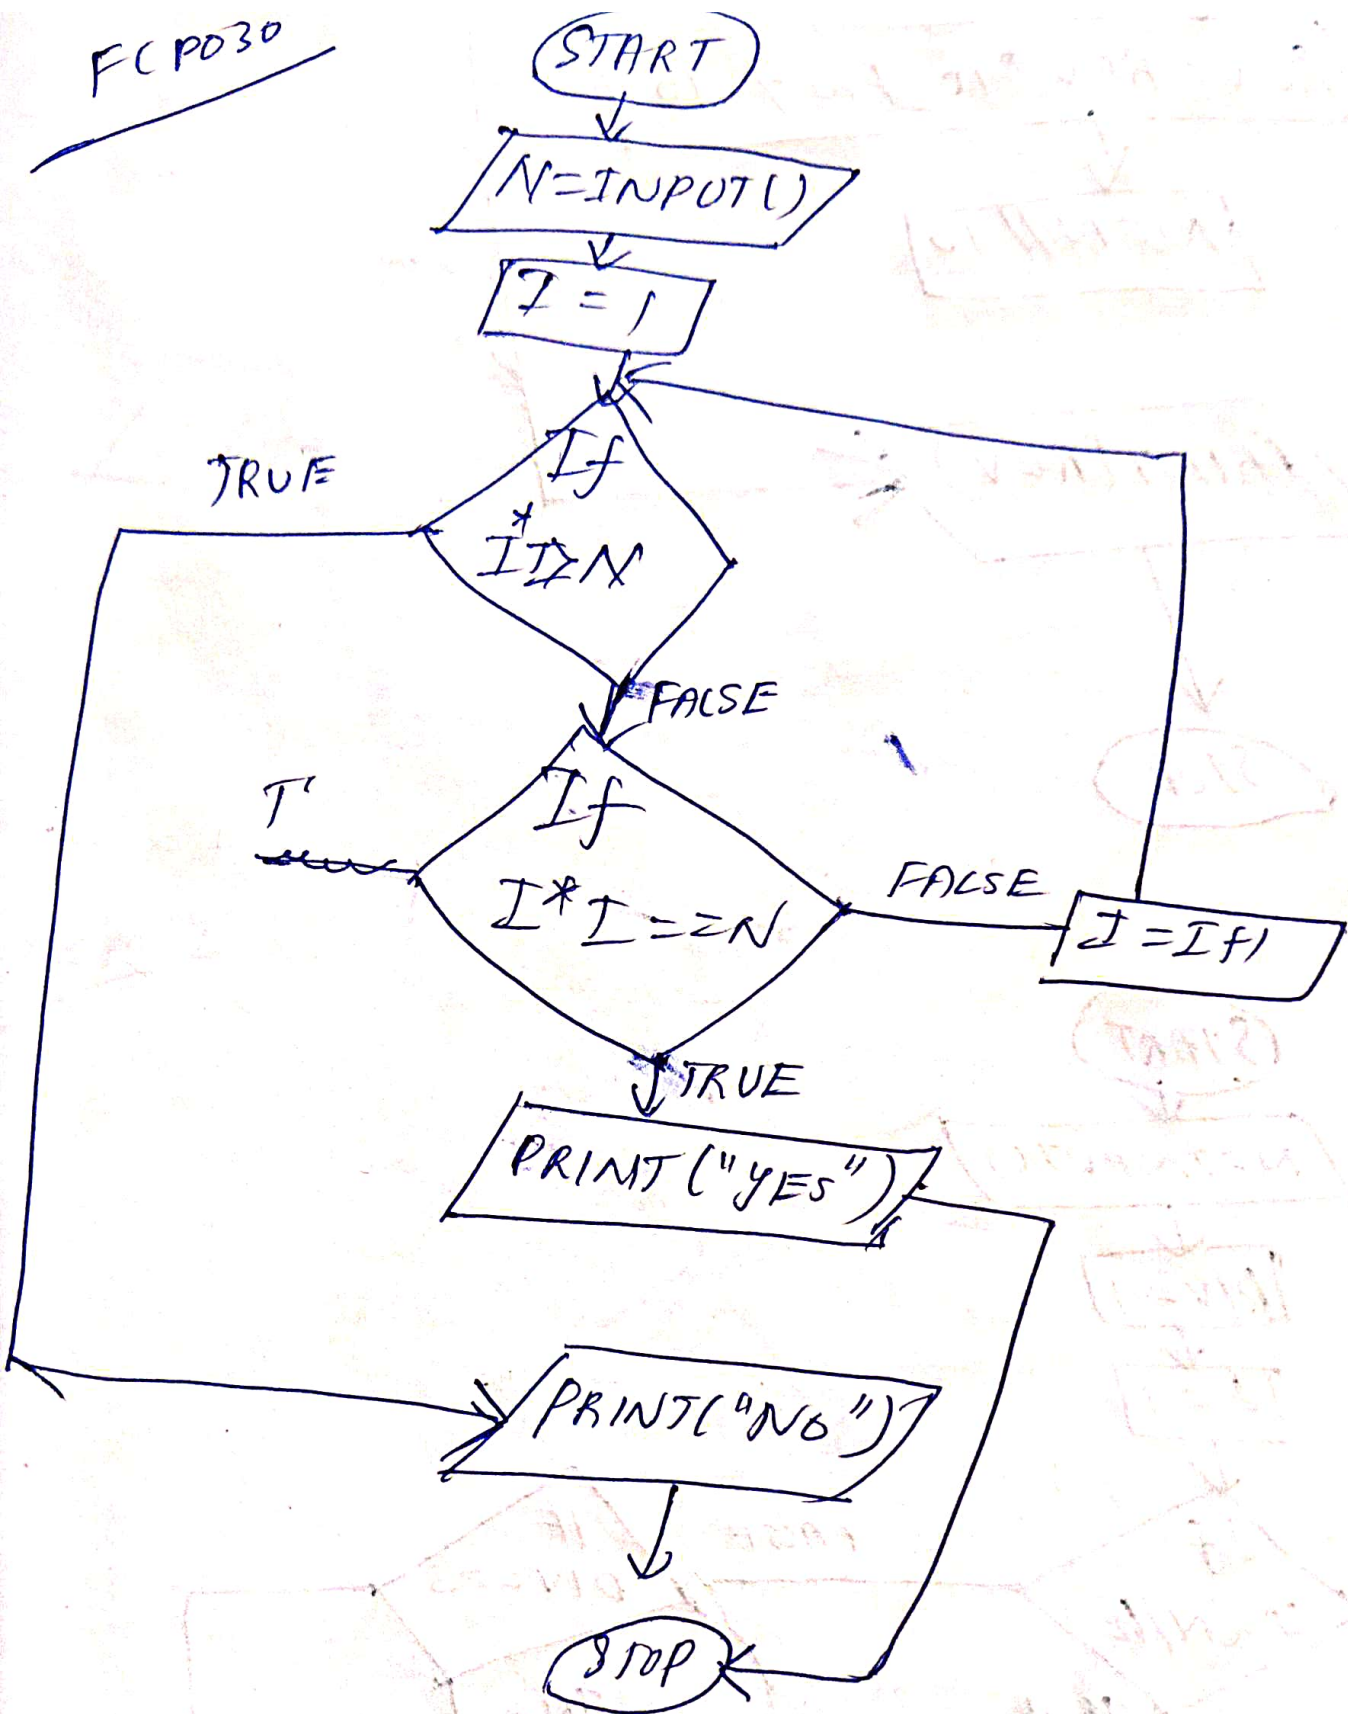 FCP030
START
N=INPUT()
I = 1
If
I*I>N
TRUE
FALSE
If
I*I==N
T
FALSE
I=I+1
TRUE
PRINT("YES")
PRINT("NO")
STOP